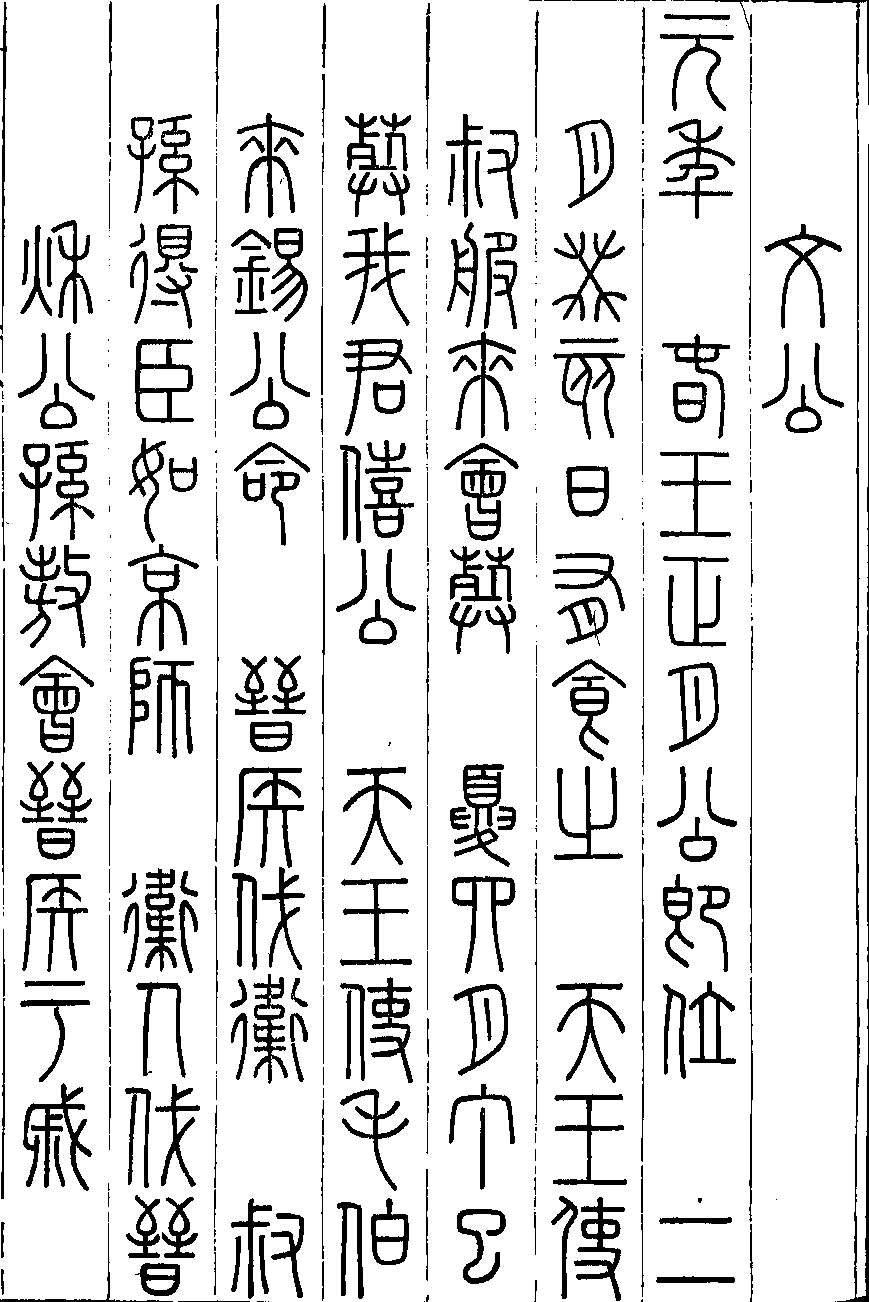 文公
元年 春王正月公即位 二
月癸亥日有食之 天王使
叔服來會葬 夏四月丁巳
葬我君僖公 天王使毛伯
來錫公命 晉侯伐衛 叔
孫得臣如京師 衛人伐晉
秋公孫敖會晉侯于戚